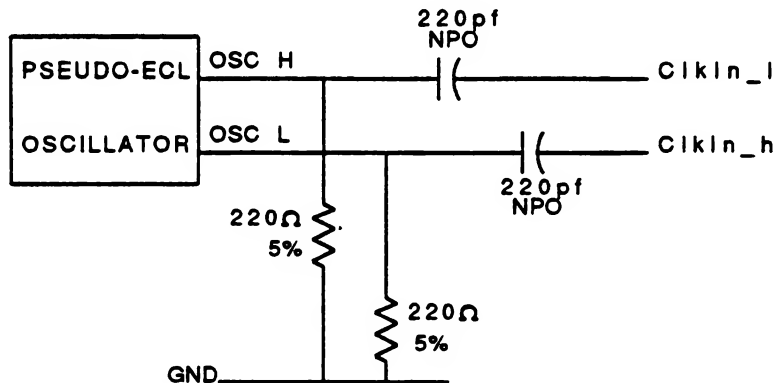 220pf
NPO
PSEUDO-ECL
OSC H
ClkIn_l
OSCILLATOR
OSC L
ClkIn_h
220pf
NPO
220Ω
5%
220Ω
5%
GND